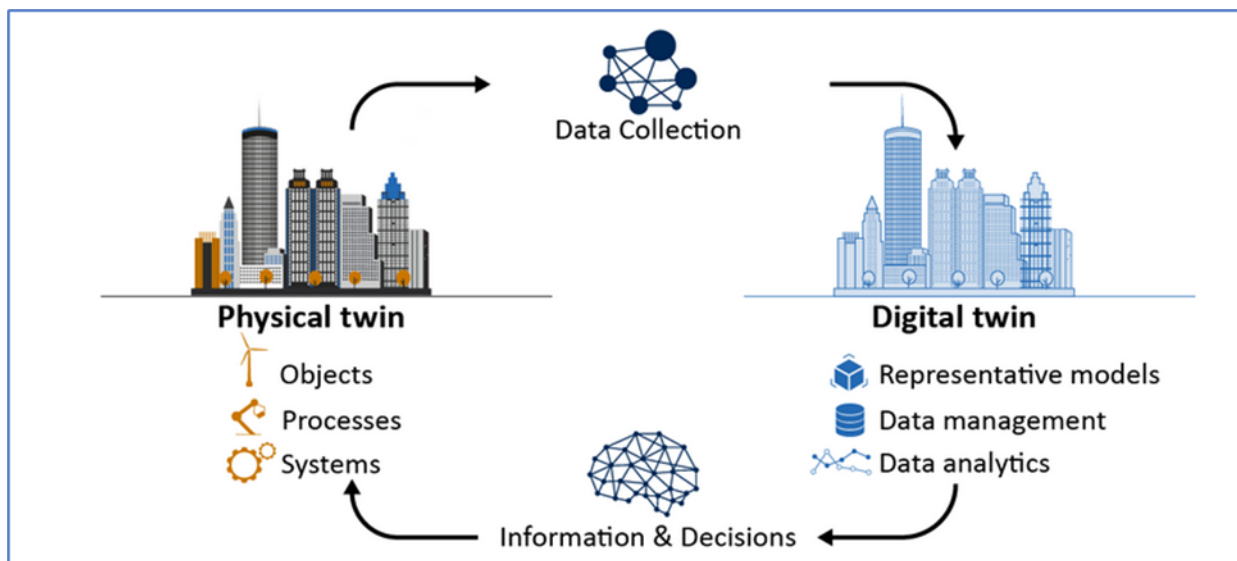 Data Collection
Physical twin
Digital twin
Objects
Representative models
Processes
Data management
Systems
Data analytics
Information & Decisions